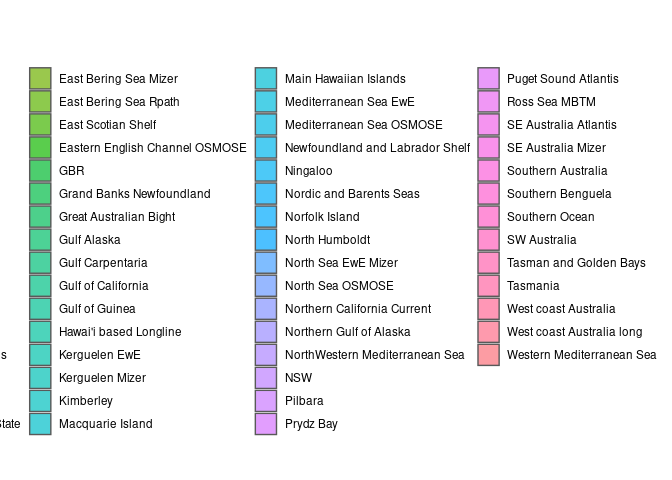 East Bering Sea Mizer
East Bering Sea Rpath
East Scotian Shelf
Eastern English Channel OSMOSE
GBR
Grand Banks Newfoundland
Great Australian Bight
Gulf Alaska
Gulf Carpentaria
Gulf of California
Gulf of Guinea
Hawai'i based Longline
s
Kerguelen EwE
Kerguelen Mizer
Kimberley
Macquarie Island
Main Hawaiian Islands
Mediterranean Sea EwE
Mediterranean Sea OSMOSE
Newfoundland and Labrador Shelf
Ningaloo
Nordic and Barents Seas
Norfolk Island
North Humboldt
North Sea EwE Mizer
North Sea OSMOSE
Northern California Current
Northern Gulf of Alaska
NorthWestern Mediterranean Sea
NSW
Pilbara
Prydz Bay
Puget Sound Atlantis
Ross Sea MBTM
SE Australia Atlantis
SE Australia Mizer
Southern Australia
Southern Benguela
Southern Ocean
SW Australia
Tasman and Golden Bays
Tasmania
West coast Australia
West coast Australia long
Western Mediterranean Sea